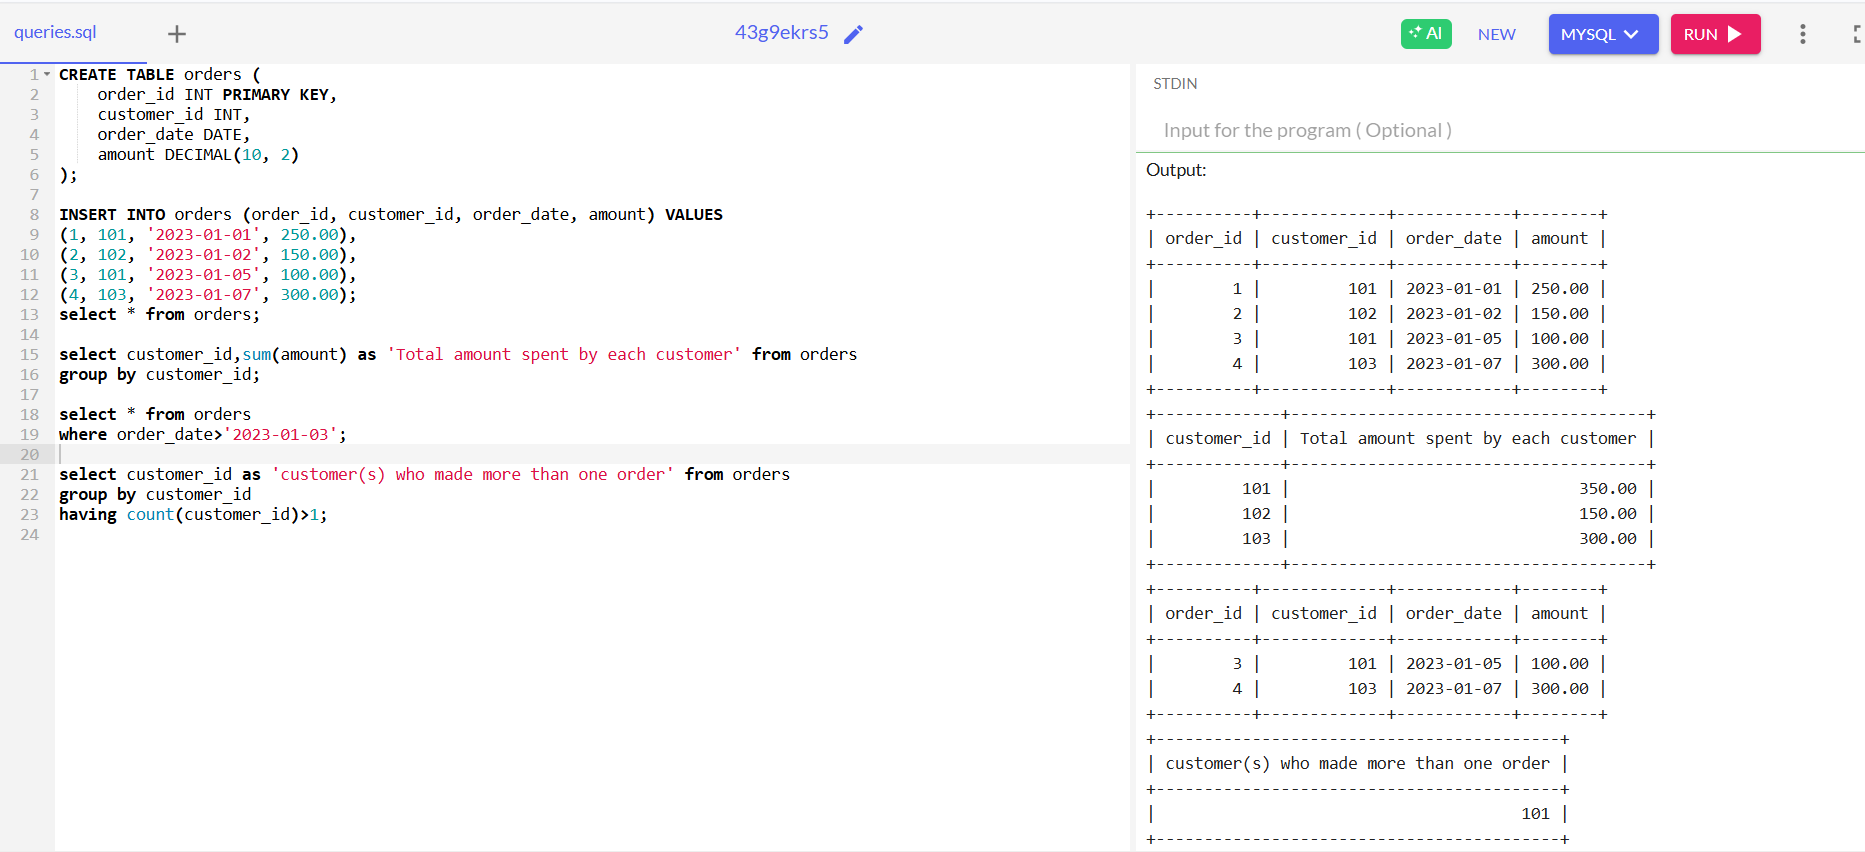 queries.sql
43g9ekrs5
AI
NEW
MYSQL
RUN
1 CREATE TABLE orders (
2     order_id INT PRIMARY KEY,
3     customer_id INT,
4     order_date DATE,
5     amount DECIMAL(10, 2)
6 );
7
8 INSERT INTO orders (order_id, customer_id, order_date, amount) VALUES
9 (1, 101, '2023-01-01', 250.00),
10 (2, 102, '2023-01-02', 150.00),
11 (3, 101, '2023-01-05', 100.00),
12 (4, 103, '2023-01-07', 300.00);
13 select * from orders;
14
15 select customer_id,sum(amount) as 'Total amount spent by each customer' from orders
16 group by customer_id;
17
18 select * from orders
19 where order_date>'2023-01-03';
20
21 select customer_id as 'customer(s) who made more than one order' from orders
22 group by customer_id
23 having count(customer_id)>1;
24
STDIN
Input for the program ( Optional )
Output:
+----------+-------------+------------+--------+
| order_id | customer_id | order_date | amount |
+----------+-------------+------------+--------+
|        1 |         101 | 2023-01-01 | 250.00 |
|        2 |         102 | 2023-01-02 | 150.00 |
|        3 |         101 | 2023-01-05 | 100.00 |
|        4 |         103 | 2023-01-07 | 300.00 |
+----------+-------------+------------+--------+
+-------------+-------------------------------------+
| customer_id | Total amount spent by each customer |
+-------------+-------------------------------------+
|         101 |                              350.00 |
|         102 |                              150.00 |
|         103 |                              300.00 |
+-------------+-------------------------------------+
+----------+-------------+------------+--------+
| order_id | customer_id | order_date | amount |
+----------+-------------+------------+--------+
|        3 |         101 | 2023-01-05 | 100.00 |
|        4 |         103 | 2023-01-07 | 300.00 |
+----------+-------------+------------+--------+
+------------------------------------------+
| customer(s) who made more than one order |
+------------------------------------------+
|                                      101 |
+------------------------------------------+